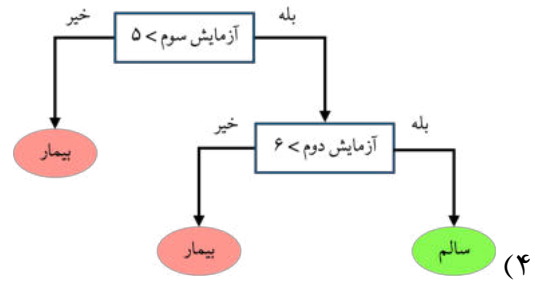 بله
خیر
آزمایش سوم > ۵
بله
خیر
بیمار
آزمایش دوم > ۶
سالم
بیمار
۴)